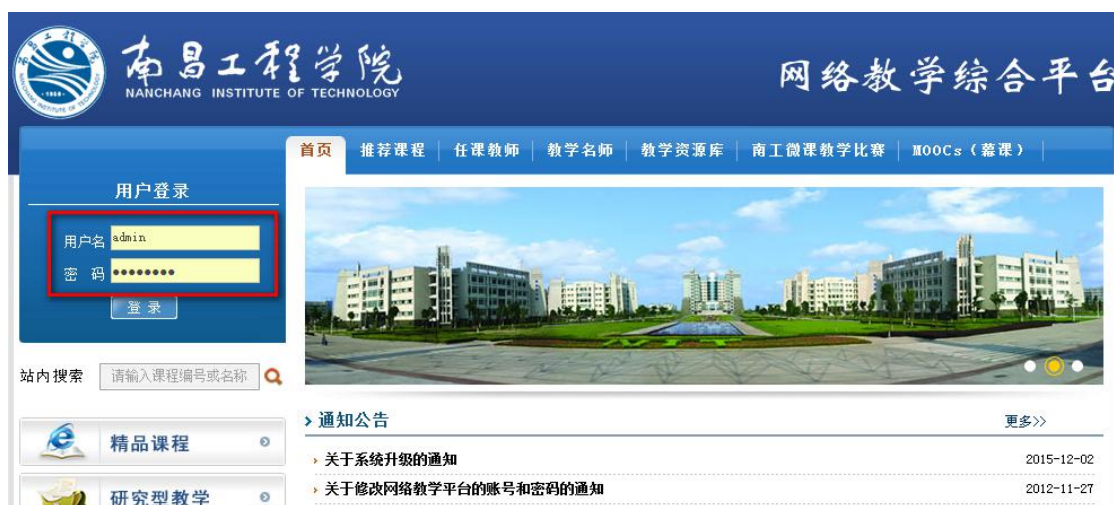 南昌工程学院
NANCHANG INSTITUTE OF TECHNOLOGY
网络教学综合平台
首页 推荐课程 任课教师 教学名师 教学资源库 南工微课教学比赛 MOOCs(幕课)
用户登录
用户名 admin
密 码 ●●●●●●●●
登录
站内搜索 请输入课程编号或名称
通知公告 更多>>
精品课程
关于系统升级的通知 2015-12-02
关于修改网络教学平台的账号和密码的通知 2012-11-27
研究型教学